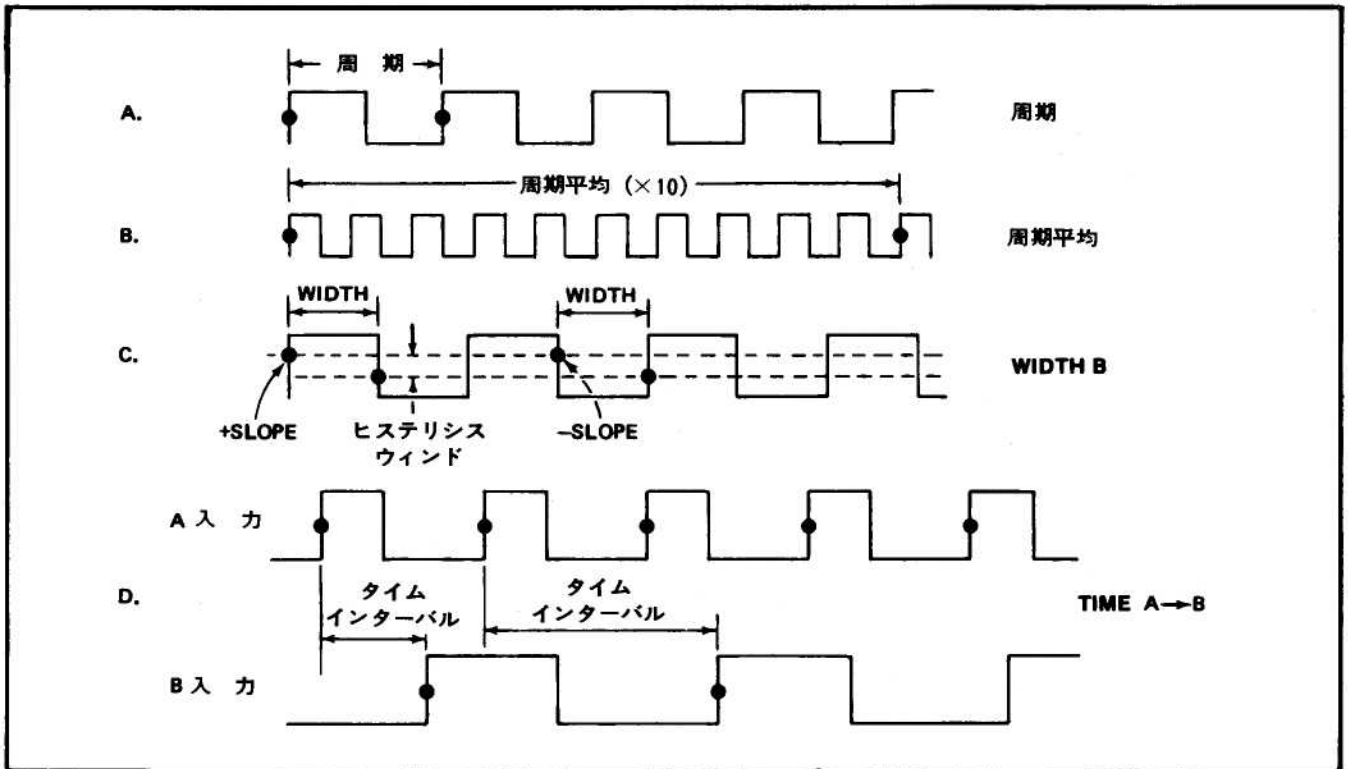 周 期
A.
周期
周期平均 (×10)
B.
周期平均
WIDTH
WIDTH
C.
WIDTH B
+SLOPE
ヒステリシス
ウィンド
−SLOPE
A 入 力
D.
タイム
インターバル
タイム
インターバル
TIME A→B
B 入 力